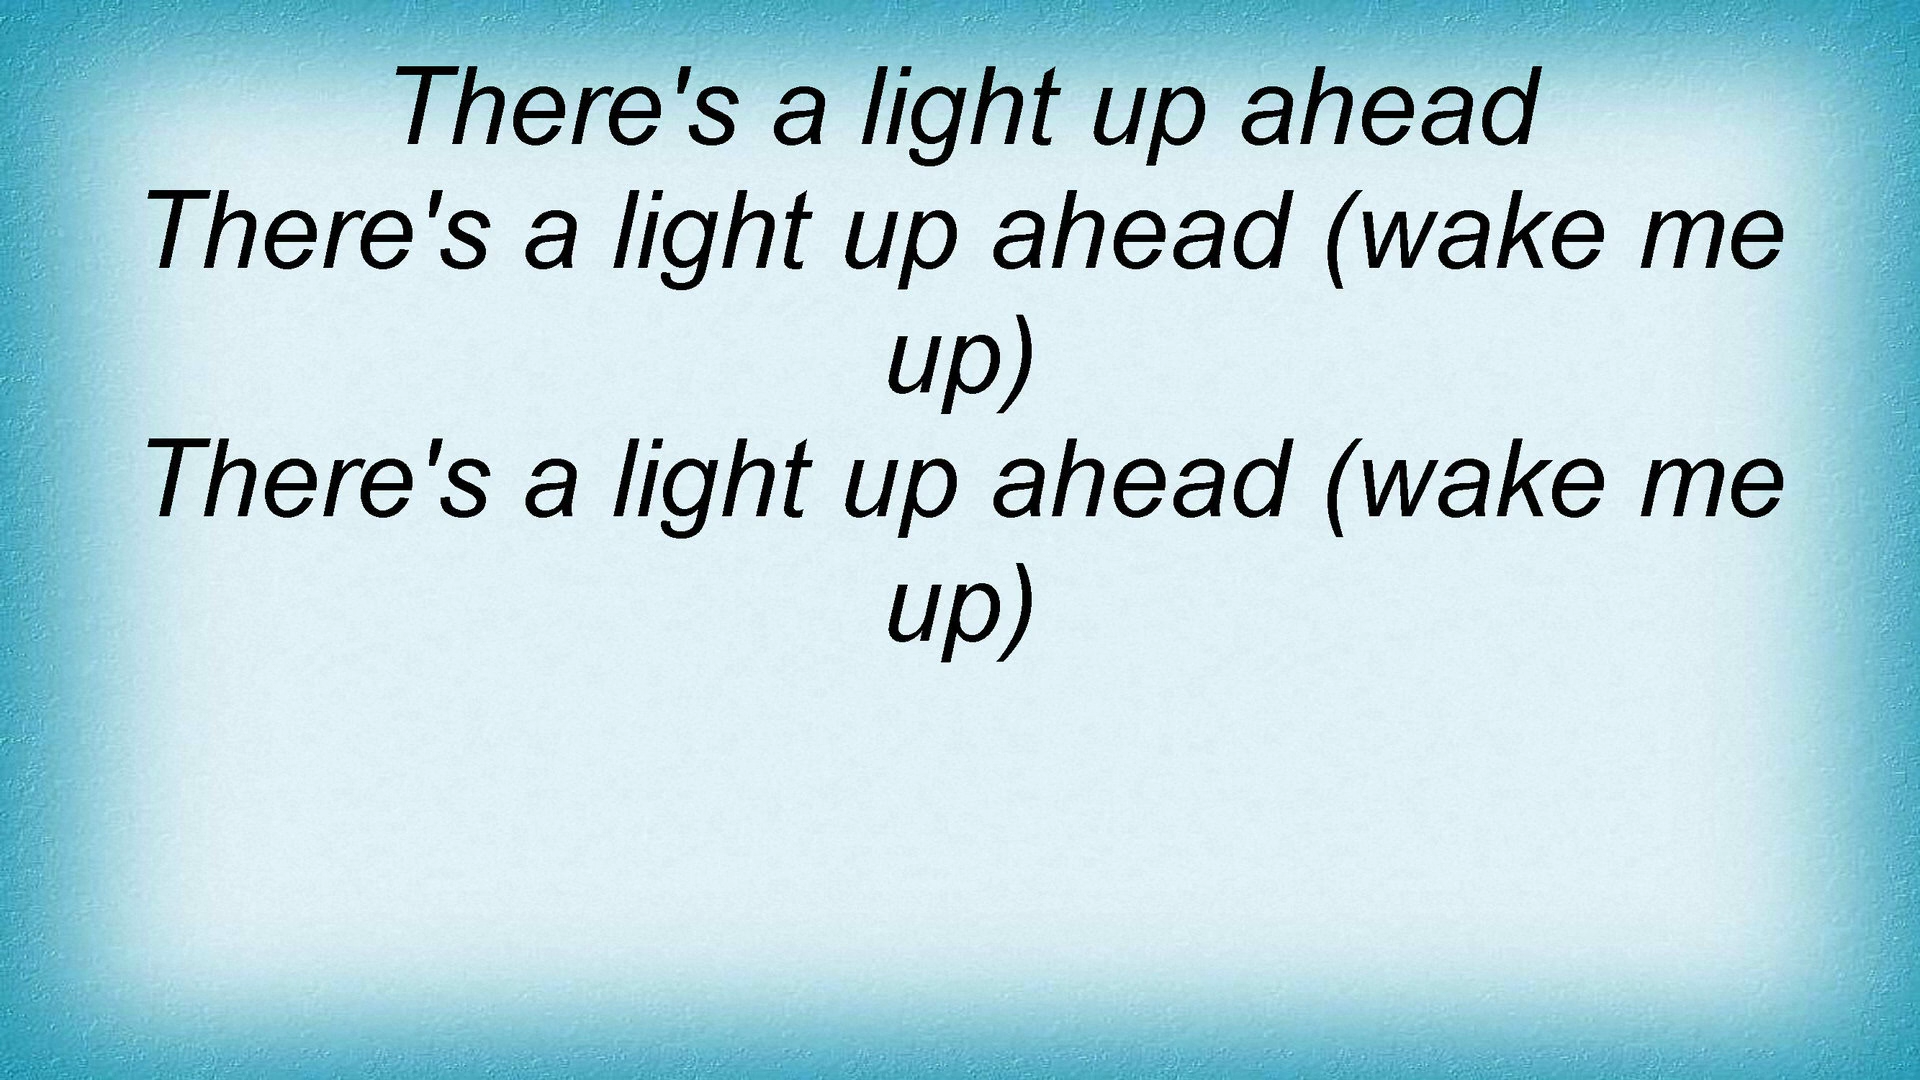 There's a light up ahead
There's a light up ahead (wake me
up)
There's a light up ahead (wake me
up)